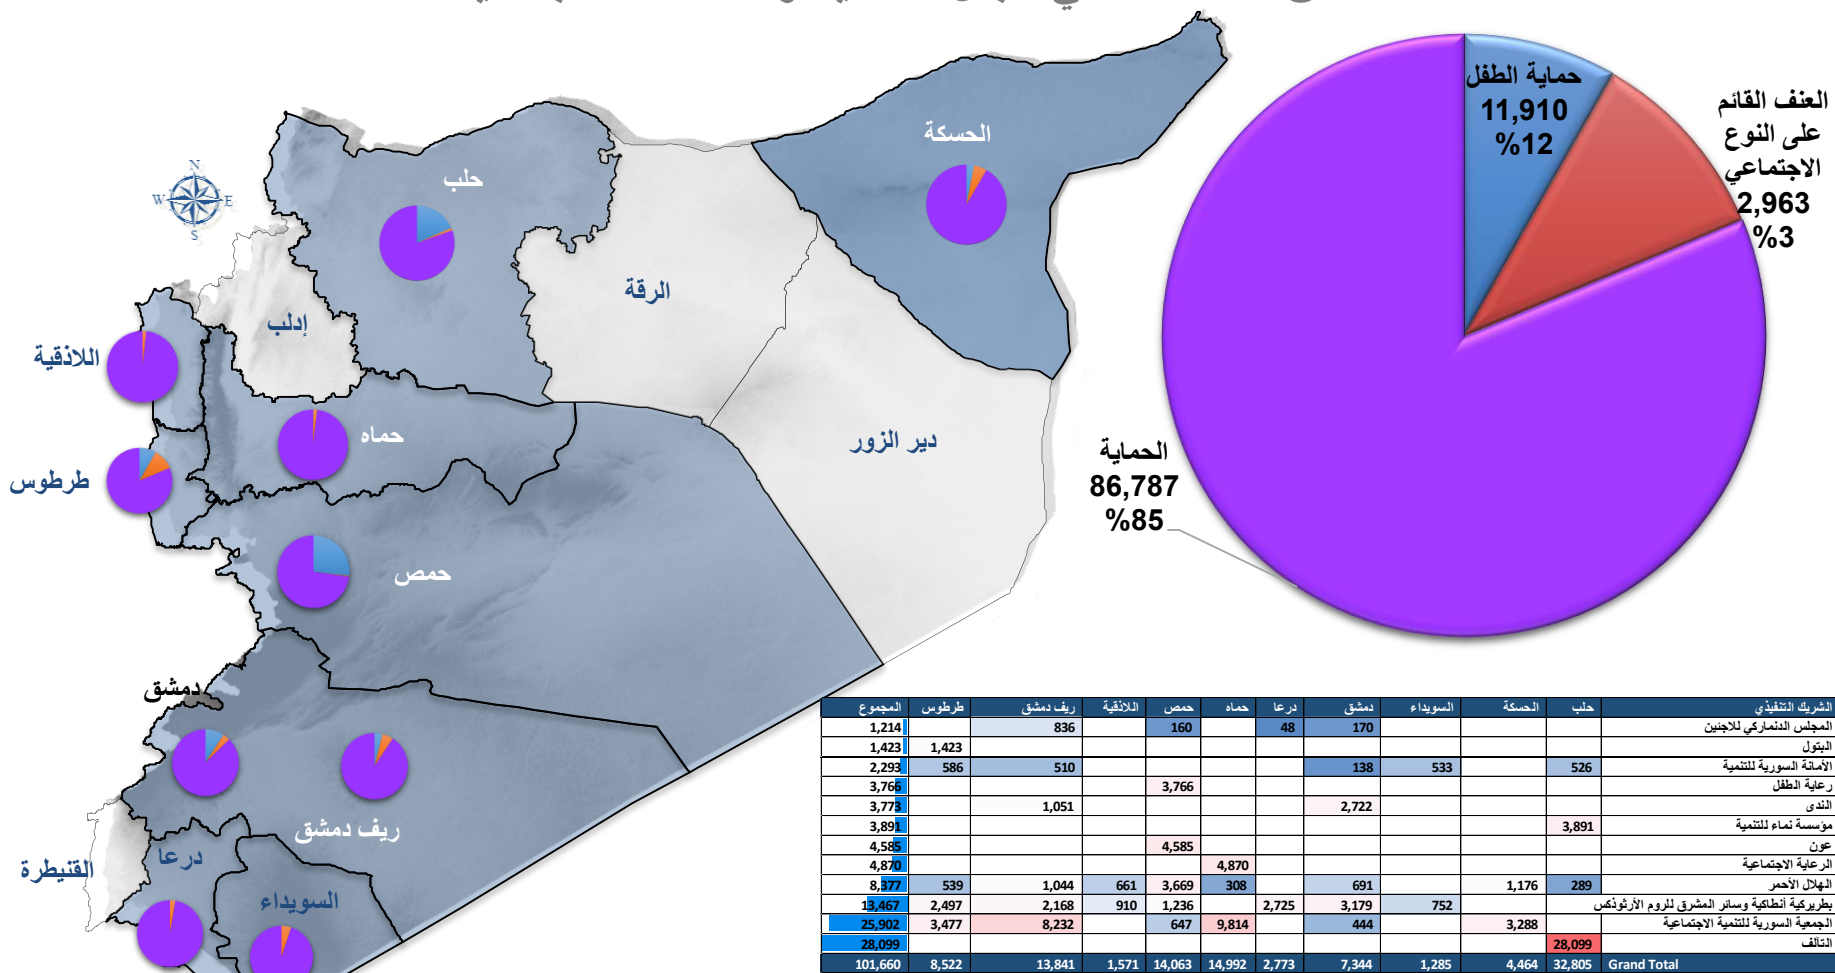 N
W
E
S
الحسكة
حلب
الرقة
إدلب
اللاذقية
حماه
دير الزور
طرطوس
حمص
دمشق
ريف دمشق
درعا
القنيطرة
السويداء
حماية الطفل
11,910
%12
العنف القائم
على النوع
الاجتماعي
2,963
%3
الحماية
86,787
%85
الشريك التنفيذي حلب الحسكة السويداء دمشق درعا حماه حمص اللاذقية ريف دمشق طرطوس المجموع
المجلس الدنماركي للاجئين 170 48 160 836 1,214
البتول 1,423 1,423
الأمانة السورية للتنمية 526 533 138 510 586 2,293
رعاية الطفل 3,766 3,766
الندى 2,722 1,051 3,773
مؤسسة نماء للتنمية 3,891 3,891
عون 4,585 4,585
الرعاية الاجتماعية 4,870 4,870
الهلال الأحمر 289 1,176 691 308 3,669 661 1,044 539 8,377
بطريركية أنطاكية وسائر المشرق للروم الأرثوذكس 752 3,179 2,725 1,236 910 2,168 2,497 13,467
الجمعية السورية للتنمية الاجتماعية 3,288 444 9,814 647 8,232 3,477 25,902
التآلف 28,099 28,099
Grand Total 32,805 4,464 1,285 7,344 2,773 14,992 14,063 1,571 13,841 8,522 101,660